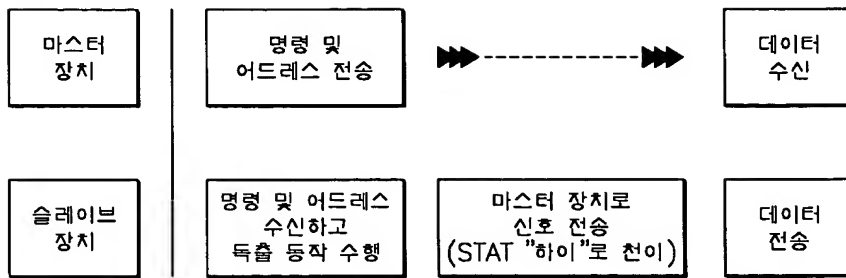 마스터
장치
명령 및
어드레스 전송
데이터
수신
슬레이브
장치
명령 및 어드레스
수신하고
독출 동작 수행
마스터 장치로
신호 전송
(STAT "하이"로 천이)
데이터
전송